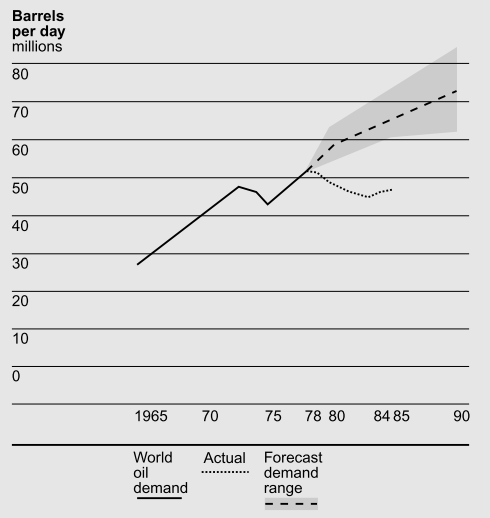 Barrels
per day
millions
80
70
60
50
40
30
20
10
0
1965 70 75 78 80 84 85 90
World
oil
demand
Actual
Forecast
demand
range